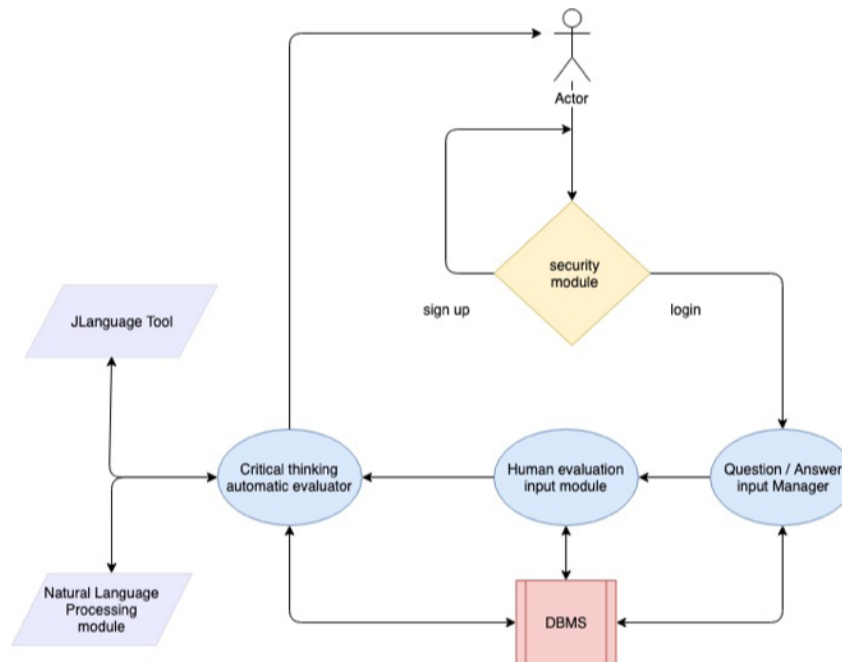 Actor
security
module
sign up
login
JLanguage Tool
Critical thinking
automatic evaluator
Human evaluation
input module
Question / Answer
input Manager
Natural Language
Processing
module
DBMS